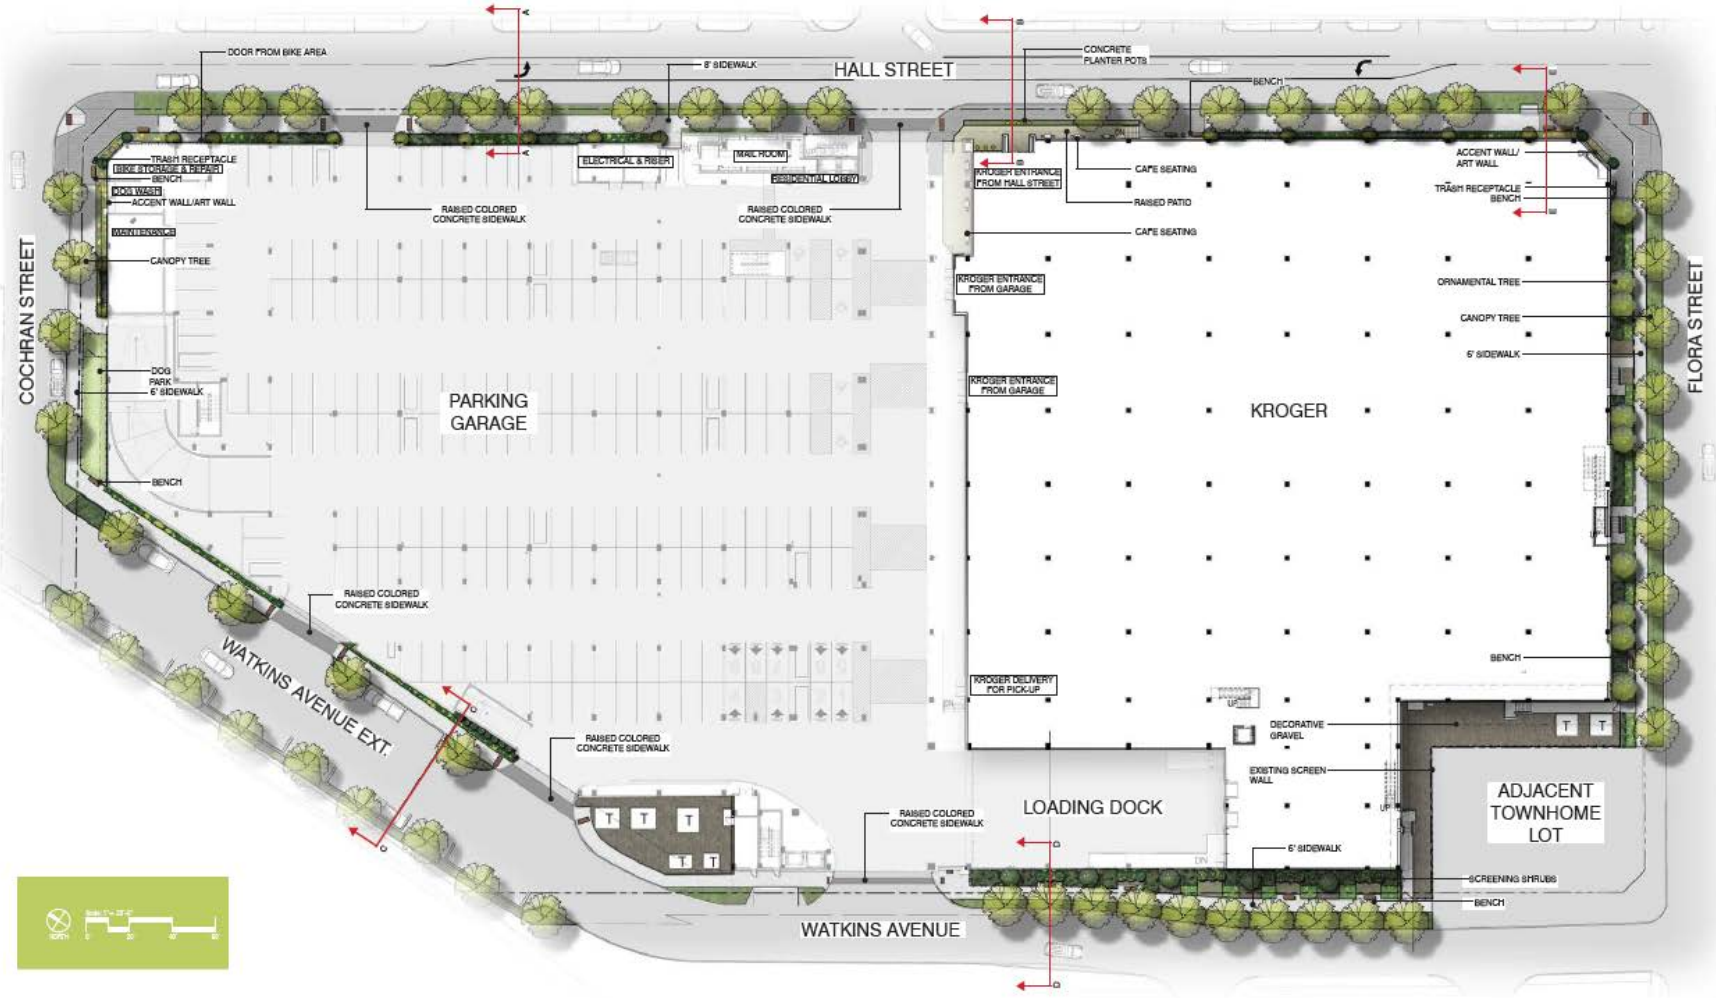 DOOR FROM BIKE AREA
8' SIDEWALK
HALL STREET
CONCRETE
PLANTER POTS
BENCH
A
B
A
B
DN
TRASH RECEPTACLE
BIKE STORAGE & REPAIR
BENCH
DOG WASH
ACCENT WALL/ART WALL
MAINTENANCE
CANOPY TREE
ELECTRICAL & RISER
MAIL ROOM
RESIDENTIAL LOBBY
RAISED COLORED
CONCRETE SIDEWALK
RAISED COLORED
CONCRETE SIDEWALK
KROGER ENTRANCE
FROM HALL STREET
CAFE SEATING
RAISED PATIO
CAFE SEATING
ACCENT WALL/
ART WALL
TRASH RECEPTACLE
BENCH
KROGER ENTRANCE
FROM GARAGE
ORNAMENTAL TREE
CANOPY TREE
6' SIDEWALK
COCHRAN STREET
FLORA STREET
DOG
PARK
6' SIDEWALK
PARKING
GARAGE
KROGER ENTRANCE
FROM GARAGE
KROGER
BENCH
RAISED COLORED
CONCRETE SIDEWALK
WATKINS AVENUE EXT.
BENCH
KROGER DELIVERY
FOR PICK-UP
UP
C
RAISED COLORED
CONCRETE SIDEWALK
DECORATIVE
GRAVEL
T
T
EXISTING SCREEN
WALL
UP
LOADING DOCK
ADJACENT
TOWNHOME
LOT
T
T
T
T
T
RAISED COLORED
CONCRETE SIDEWALK
C
D
DN
6' SIDEWALK
SCREENING SHRUBS
BENCH
WATKINS AVENUE
D
NORTH
0